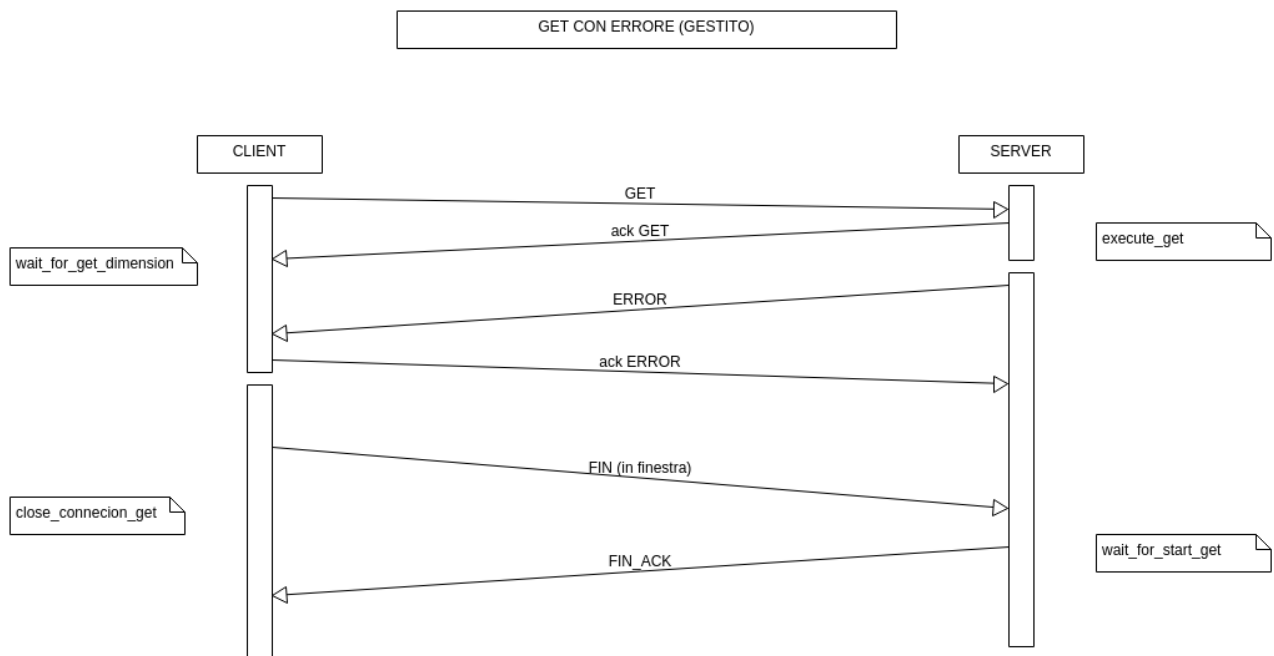 GET CON ERRORE (GESTITO)
CLIENT
SERVER
GET
ack GET
execute_get
wait_for_get_dimension
ERROR
ack ERROR
FIN (in finestra)
close_connecion_get
wait_for_start_get
FIN_ACK